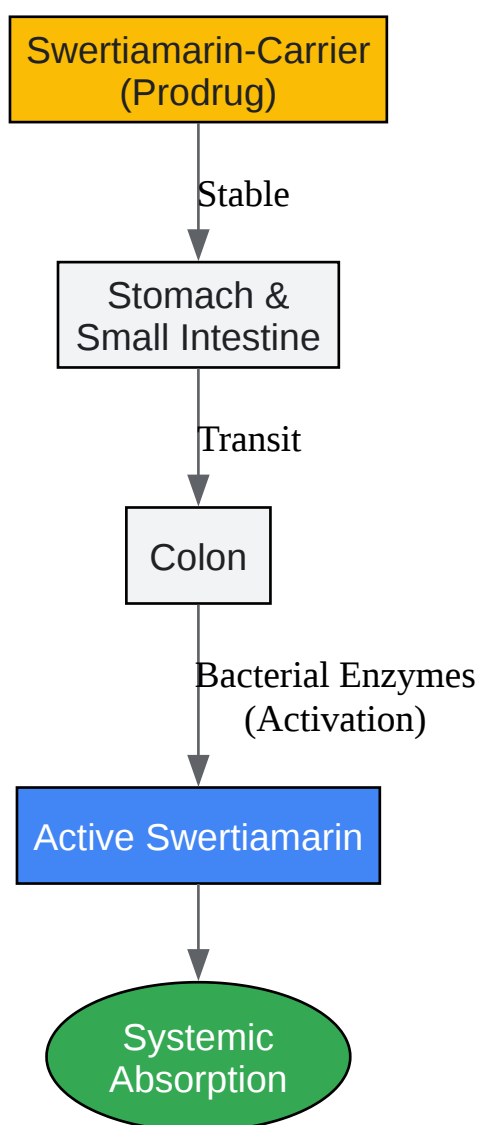 Swertiamarin-Carrier
(Prodrug)
Stable
Stomach &
Small Intestine
Transit
Colon
Bacterial Enzymes
(Activation)
Active Swertiamarin
Systemic
Absorption